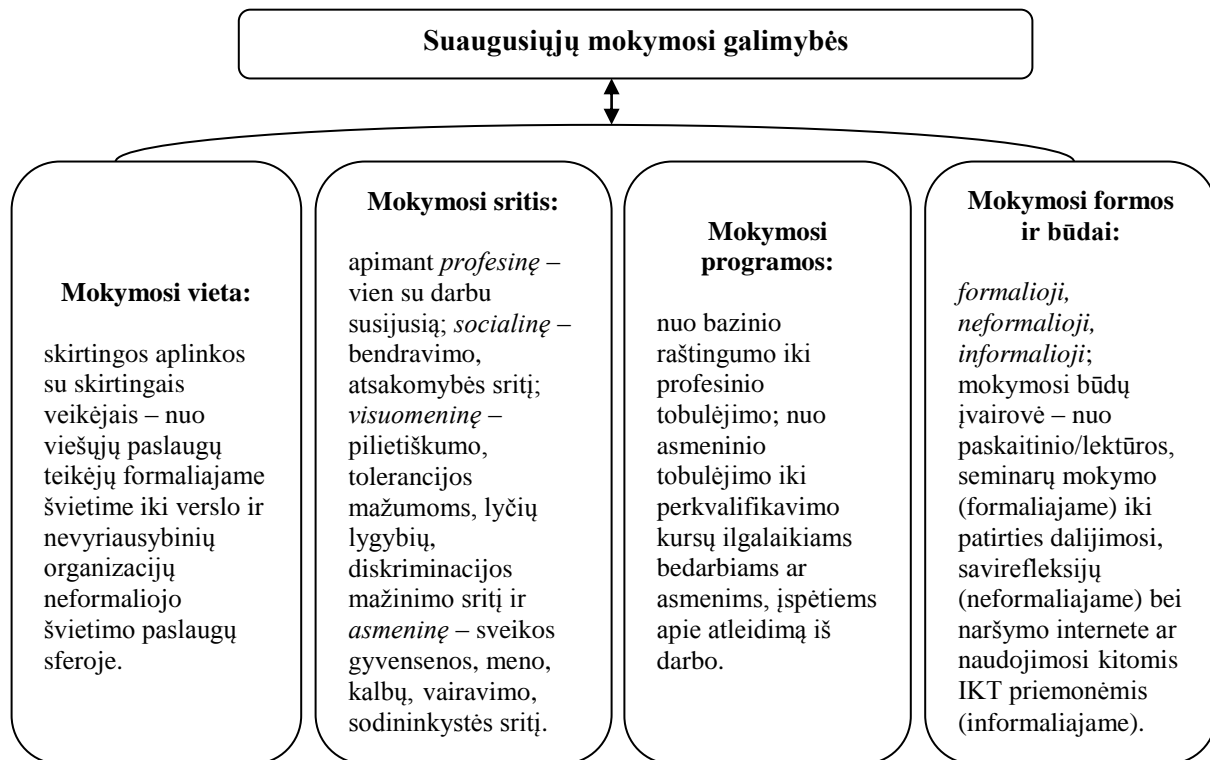 Suaugusiųjų mokymosi galimybės
Mokymosi vieta:
skirtingos aplinkos
su skirtingais
veikėjais – nuo
viešųjų paslaugų
teikėjų formaliajame
švietime iki verslo ir
nevyriausybinių
organizacijų
neformaliojo
švietimo paslaugų
sferoje.
Mokymosi sritis:
apimant profesinę –
vien su darbu
susijusią; socialinę –
bendravimo,
atsakomybės sritį;
visuomeninę –
pilietiškumo,
tolerancijos
mažumoms, lyčių
lygybių,
diskriminacijos
mažinimo sritį ir
asmeninę – sveikos
gyvensenos, meno,
kalbų, vairavimo,
sodininkystės sritį.
Mokymosi
programos:
nuo bazinio
raštingumo iki
profesinio
tobulėjimo; nuo
asmeninio
tobulėjimo iki
perkvalifikavimo
kursų ilgalaikiams
bedarbiams ar
asmenims, įspėtiems
apie atleidimą iš
darbo.
Mokymosi formos
ir būdai:
formalioji,
neformalioji,
informalioji;
mokymosi būdų
įvairovė – nuo
paskaitinio/lektūros,
seminarų mokymo
(formaliajame) iki
patirties dalijimosi,
savirefleksijų
(neformaliajame) bei
naršymo internete ar
naudojimosi kitomis
IKT priemonėmis
(informaliajame).